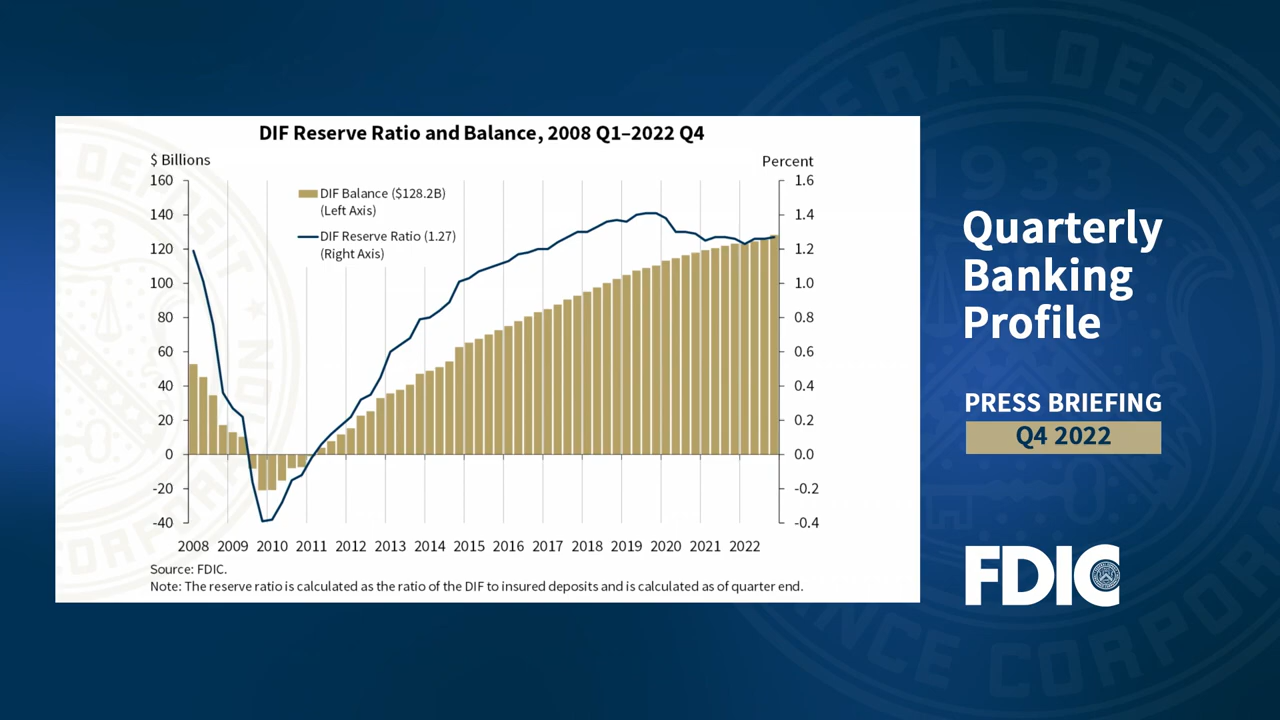 DIF Reserve Ratio and Balance, 2008 Q1–2022 Q4
$ Billions
Percent
160
140
120
100
80
60
40
20
0
-20
-40
DIF Balance ($128.2B)
(Left Axis)
DIF Reserve Ratio (1.27)
(Right Axis)
1.6
1.4
1.2
1.0
0.8
0.6
0.4
0.2
0.0
-0.2
-0.4
2008 2009 2010 2011 2012 2013 2014 2015 2016 2017 2018 2019 2020 2021 2022
Source: FDIC.
Note: The reserve ratio is calculated as the ratio of the DIF to insured deposits and is calculated as of quarter end.
Quarterly
Banking
Profile
PRESS BRIEFING
Q4 2022
FDIC
1933